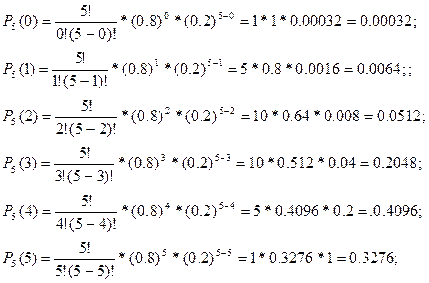 P₅(0) = 5!/(0!(5−0)!) * (0.8)⁰ * (0.2)⁵⁻⁰ = 1*1*0.00032 = 0.00032;
P₅(1) = 5!/(1!(5−1)!) * (0.8)¹ * (0.2)⁵⁻¹ = 5*0.8*0.0016 = 0.0064;;
P₅(2) = 5!/(2!(5−2)!) * (0.8)² * (0.2)⁵⁻² = 10*0.64*0.008 = 0.0512;
P₅(3) = 5!/(3!(5−3)!) * (0.8)³ * (0.2)⁵⁻³ = 10*0.512*0.04 = 0.2048;
P₅(4) = 5!/(4!(5−4)!) * (0.8)⁴ * (0.2)⁵⁻⁴ = 5*0.4096*0.2 = .0.4096;
P₅(5) = 5!/(5!(5−5)!) * (0.8)⁵ * (0.2)⁵⁻⁵ = 1*0.3276*1 = 0.3276;